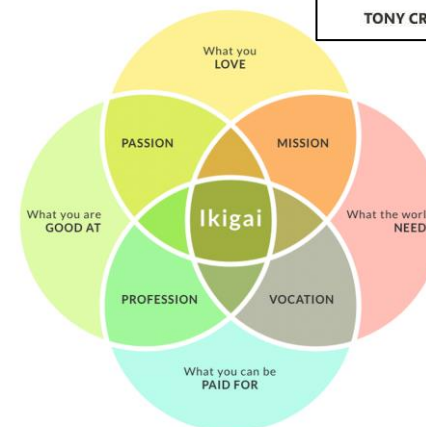 TONY CR
What you
LOVE
PASSION
MISSION
What you are
GOOD AT
Ikigai
What the worl
NEED
PROFESSION
VOCATION
What you can be
PAID FOR